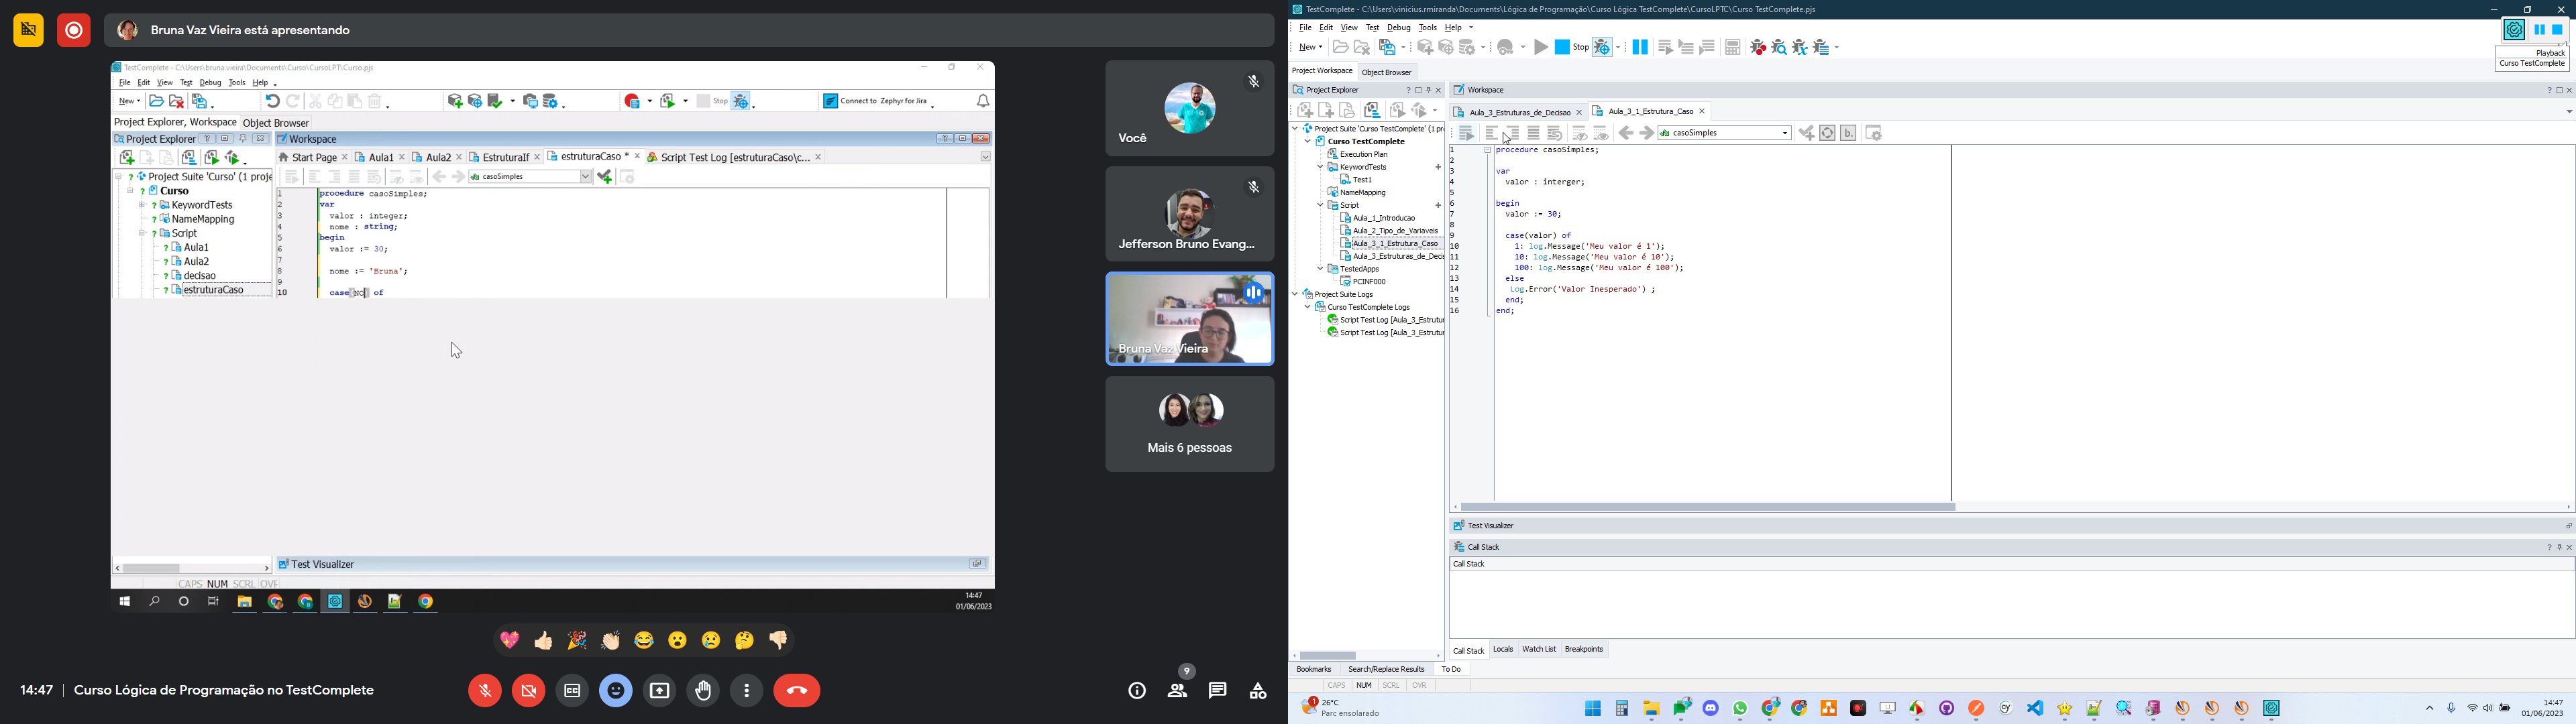 Bruna Vaz Vieira está apresentando
TestComplete - C:\Users\bruna.vieira\Documents\Curso\CursoLPT\Curso.pjs
File Edit View Test Debug Tools Help
New
Stop
Connect to Zephyr for Jira
Project Explorer, Workspace Object Browser
Project Explorer
Workspace
Start Page Aula1 Aula2 EstruturaIf estruturaCaso * Script Test Log [estruturaCaso\c...
casoSimples
Project Suite 'Curso' (1 proje
Curso
KeywordTests
NameMapping
Script
Aula1
Aula2
decisao
estruturaCaso
1 procedure casoSimples;
2 var
3 valor : integer;
4 nome : string;
5 begin
6 valor := 30;
7
8 nome := 'Bruna';
9
10 case(NO) of
Test Visualizer
CAPS NUM SCRL OVR
14:47
01/06/2023
Você
Jefferson Bruno Evang...
Bruna Vaz Vieira
Mais 6 pessoas
14:47 | Curso Lógica de Programação no TestComplete
9
TestComplete - C:\Users\vinicius.rmiranda\Documents\Lógica de Programação\Curso Lógica TestComplete\CursoLPTC\Curso TestComplete.pjs
File Edit View Test Debug Tools Help
New
Stop
Playback
Curso TestComplete
Project Workspace Object Browser
Project Explorer
Workspace
Aula_3_Estruturas_de_Decisao Aula_3_1_Estrutura_Caso
casoSimples
Project Suite 'Curso TestComplete' (1 pr
Curso TestComplete
Execution Plan
KeywordTests
Test1
NameMapping
Script
Aula_1_Introducao
Aula_2_Tipo_de_Variaveis
Aula_3_1_Estrutura_Caso
Aula_3_Estruturas_de_Decis
TestedApps
PCINF000
Project Suite Logs
Curso TestComplete Logs
Script Test Log [Aula_3_Estrutur
Script Test Log [Aula_3_Estrutur
1 procedure casoSimples;
2
3 var
4 valor : interger;
5
6 begin
7 valor := 30;
8
9 case(valor) of
10 1: log.Message('Meu valor é 1');
11 10: log.Message('Meu valor é 10');
12 100: log.Message('Meu valor é 100');
13 else
14 Log.Error('Valor Inesperado') ;
15 end;
16 end;
Test Visualizer
Call Stack
Call Stack
Call Stack Locals Watch List Breakpoints
Bookmarks Search/Replace Results To Do
CAPS NUM SCRL OVR
1
26°C
Parc ensolarado
14:47
01/06/2023